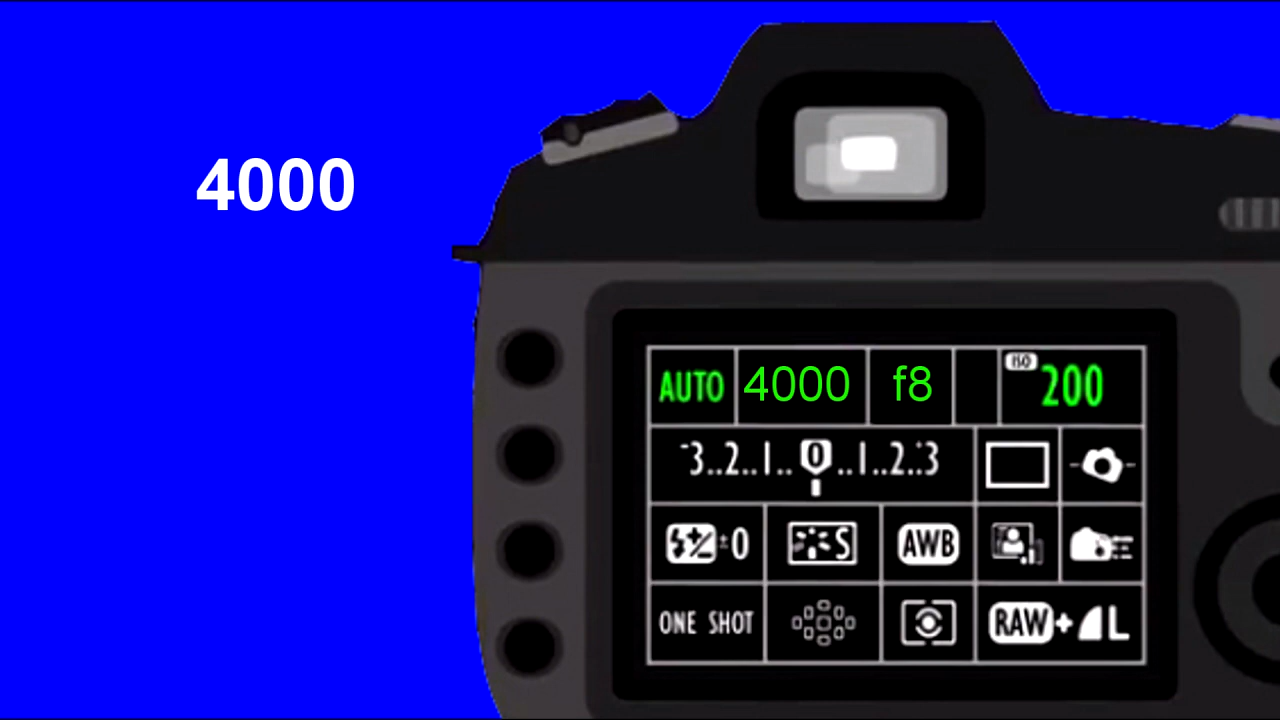 4000
AUTO 4000 f8 ISO 200
-3..2..1..0..1..2..+3
±0 S AWB
ONE SHOT RAW+L